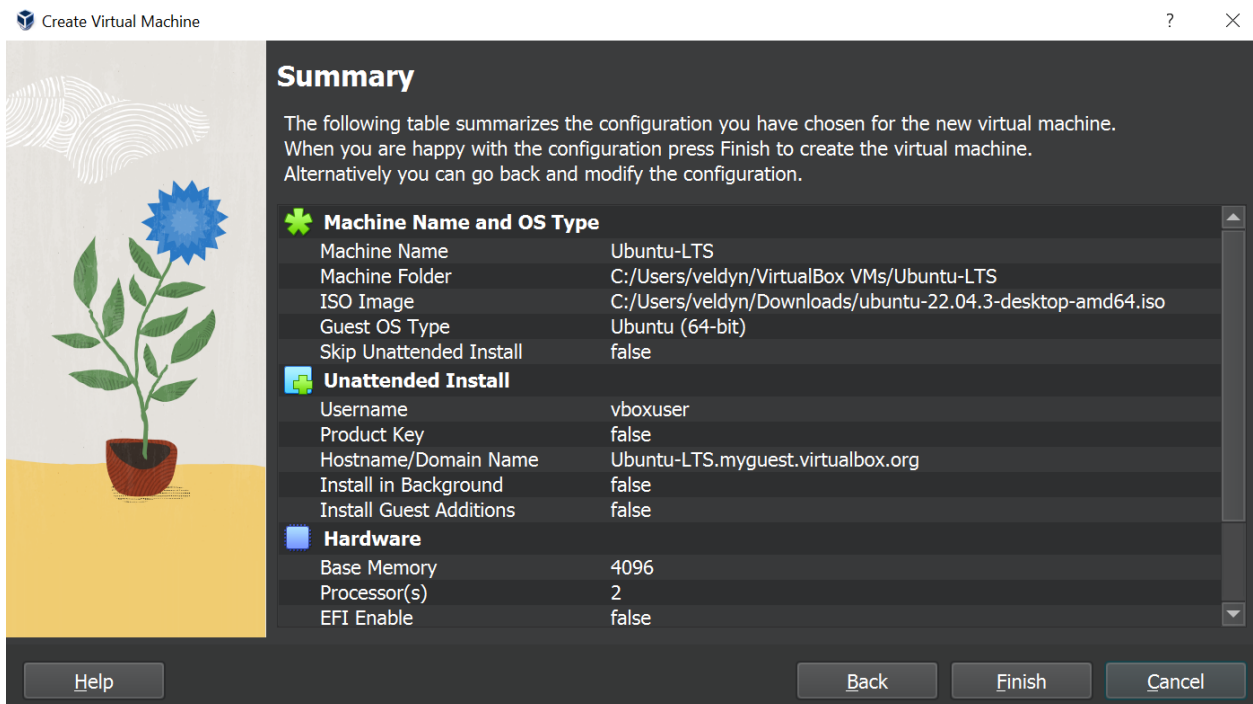 Create Virtual Machine ?
Summary
The following table summarizes the configuration you have chosen for the new virtual machine.
When you are happy with the configuration press Finish to create the virtual machine.
Alternatively you can go back and modify the configuration.
Machine Name and OS Type
Machine Name Ubuntu-LTS
Machine Folder C:/Users/veldyn/VirtualBox VMs/Ubuntu-LTS
ISO Image C:/Users/veldyn/Downloads/ubuntu-22.04.3-desktop-amd64.iso
Guest OS Type Ubuntu (64-bit)
Skip Unattended Install false
Unattended Install
Username vboxuser
Product Key false
Hostname/Domain Name Ubuntu-LTS.myguest.virtualbox.org
Install in Background false
Install Guest Additions false
Hardware
Base Memory 4096
Processor(s) 2
EFI Enable false
Help Back Finish Cancel